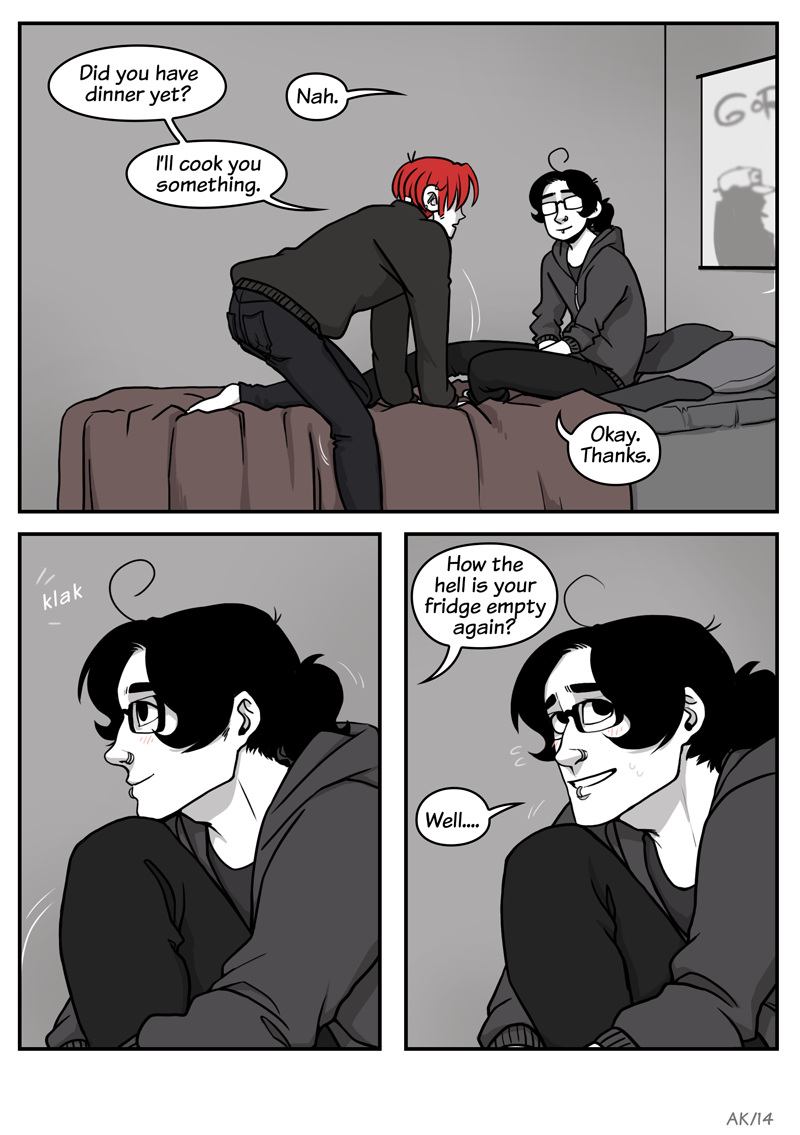 Did you have
dinner yet?
Nah.
I'll cook you
something.
Okay.
Thanks.
klak
How the
hell is your
fridge empty
again?
Well....
AK/14